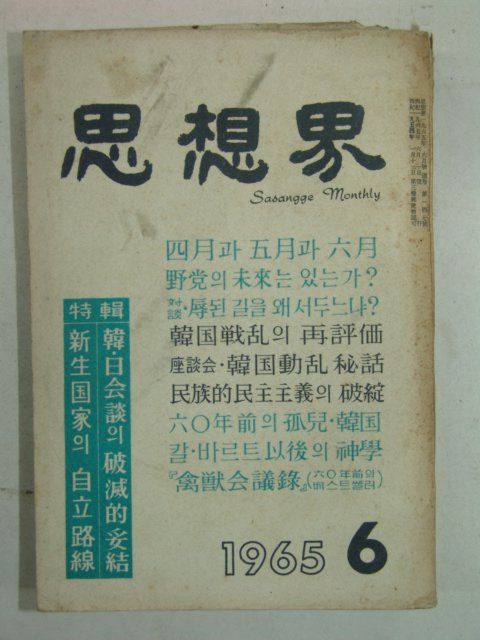 思想界
Sasangge Monthly
四月과 五月과 六月
野党의 未來는 있는가?
対談·辱된 길을 왜 서두느냐?
韓国戦乱의 再評価
座談会·韓国動乱秘話
民族的民主主義의 破綻
六〇年前의 孤兒·韓国
칼·바르트以後의 神學
『禽獣会議錄』(六〇年前의 베스트셀러)
特輯
韓·日会談의 破滅的妥結
新生国家의 自立路線
1965 6